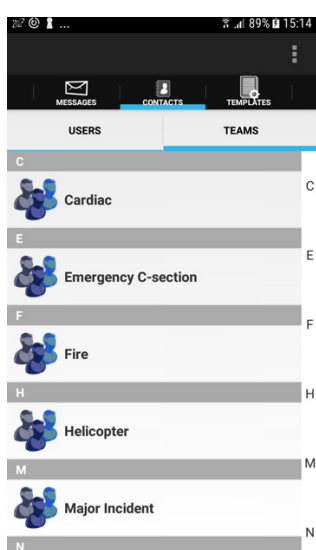 ... 89% 15:14
MESSAGES CONTACTS TEMPLATES
USERS TEAMS
C
Cardiac
C
E
Emergency C-section
E
F
Fire
F
H
Helicopter
H
M
Major Incident
M
N
N